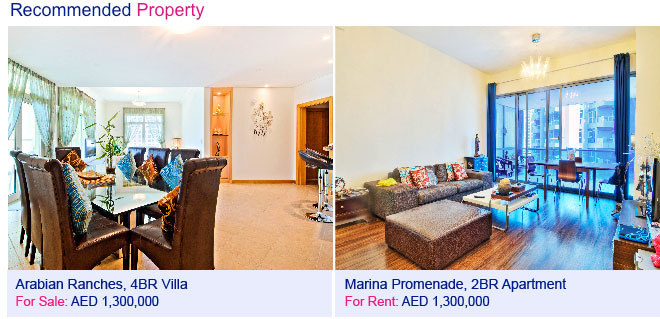 Recommended Property
Arabian Ranches, 4BR Villa
For Sale: AED 1,300,000
Marina Promenade, 2BR Apartment
For Rent: AED 1,300,000